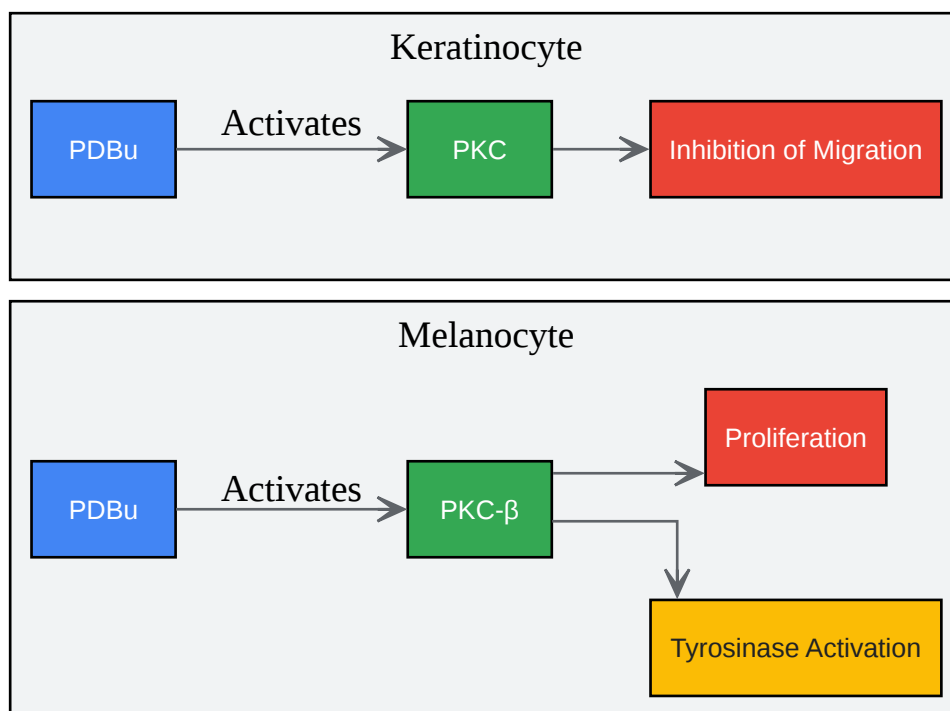 Keratinocyte
PDBu
Activates
PKC
Inhibition of Migration
Melanocyte
Proliferation
PDBu
Activates
PKC-β
Tyrosinase Activation